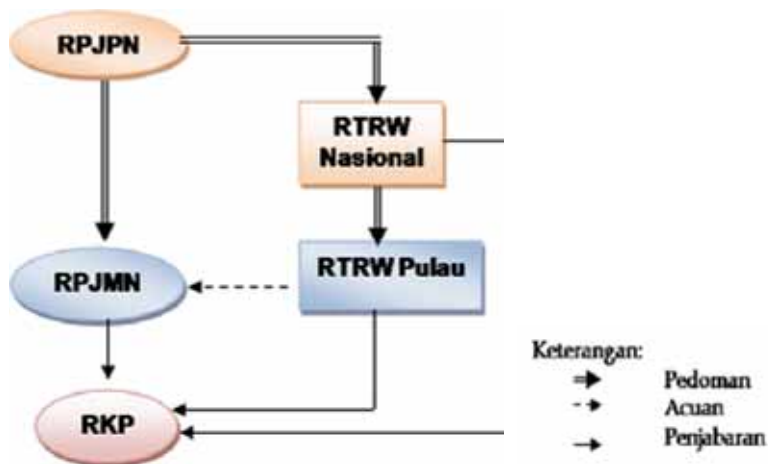 RPJPN
RTRW
Nasional
RPJMN
RTRW Pulau
RKP
Keterangan:
Pedoman
Acuan
Penjabaran